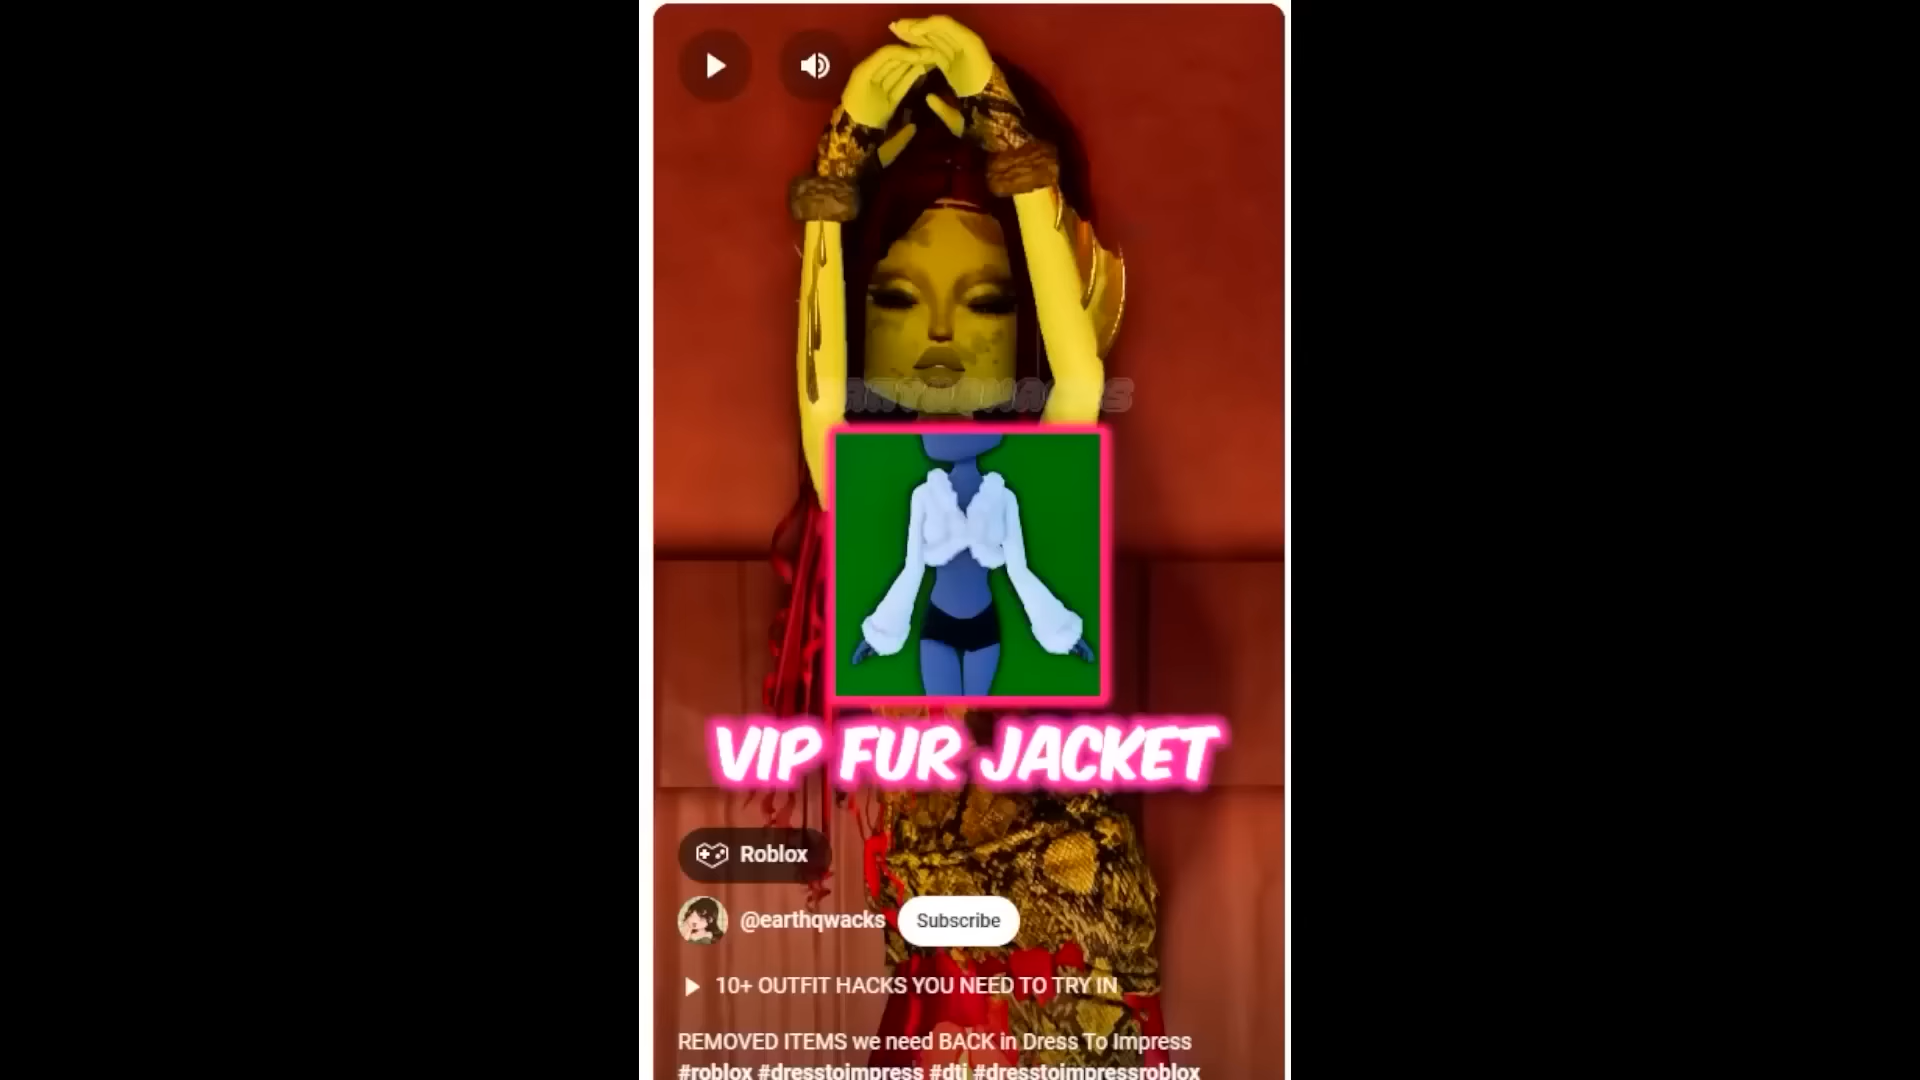 VIP FUR JACKET
Roblox
@earthqwacks Subscribe
10+ OUTFIT HACKS YOU NEED TO TRY IN
REMOVED ITEMS we need BACK in Dress To Impress
#roblox #dresstoimpress #dti #dresstoimpressroblox